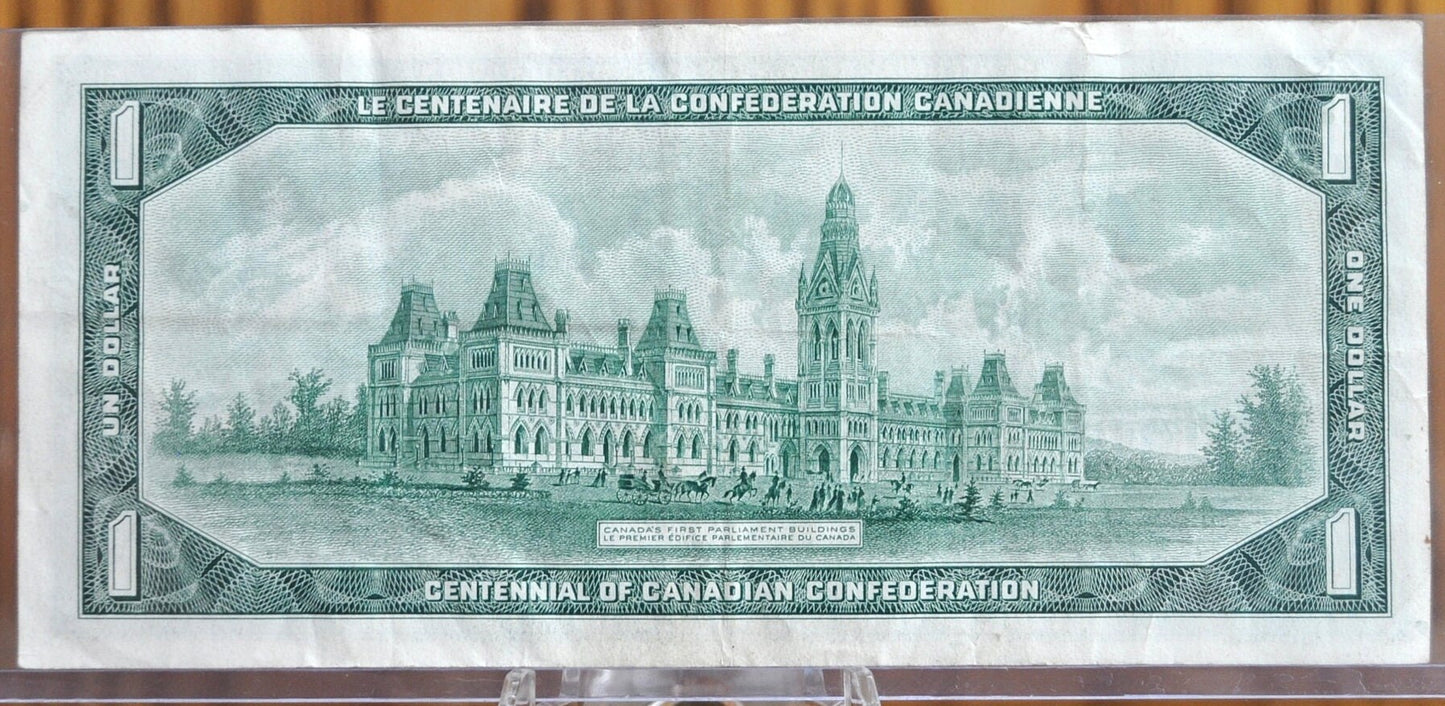 LE CENTENAIRE DE LA CONFÉDÉRATION CANADIENNE
1
1
UN DOLLAR
ONE DOLLAR
CANADA'S FIRST PARLIAMENT BUILDINGS
LE PREMIER ÉDIFICE PARLEMENTAIRE DU CANADA
1
1
CENTENNIAL OF CANADIAN CONFEDERATION